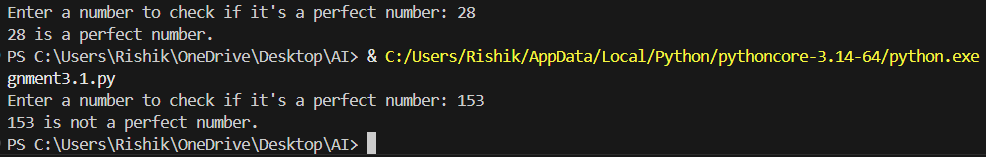 Enter a number to check if it's a perfect number: 28
28 is a perfect number.
PS C:\Users\Rishik\OneDrive\Desktop\AI> & C:/Users/Rishik/AppData/Local/Python/pythoncore-3.14-64/python.exe
gnment3.1.py
Enter a number to check if it's a perfect number: 153
153 is not a perfect number.
PS C:\Users\Rishik\OneDrive\Desktop\AI>